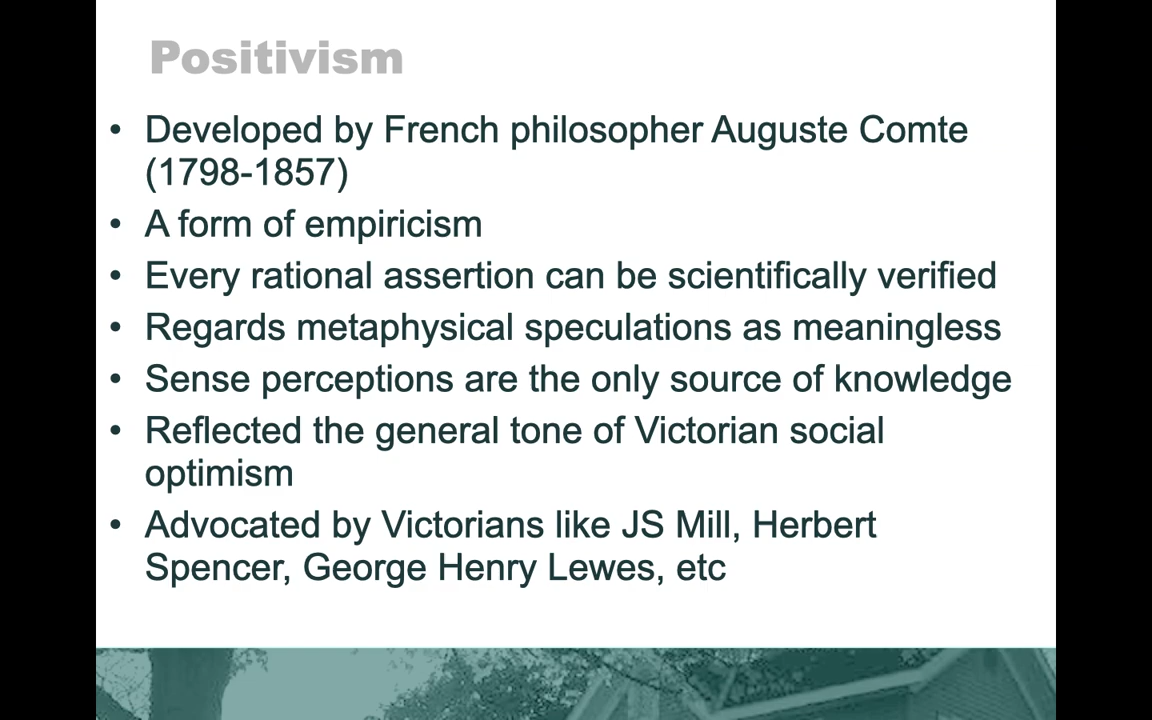 Positivism
• Developed by French philosopher Auguste Comte
(1798-1857)
• A form of empiricism
• Every rational assertion can be scientifically verified
• Regards metaphysical speculations as meaningless
• Sense perceptions are the only source of knowledge
• Reflected the general tone of Victorian social
optimism
• Advocated by Victorians like JS Mill, Herbert
Spencer, George Henry Lewes, etc